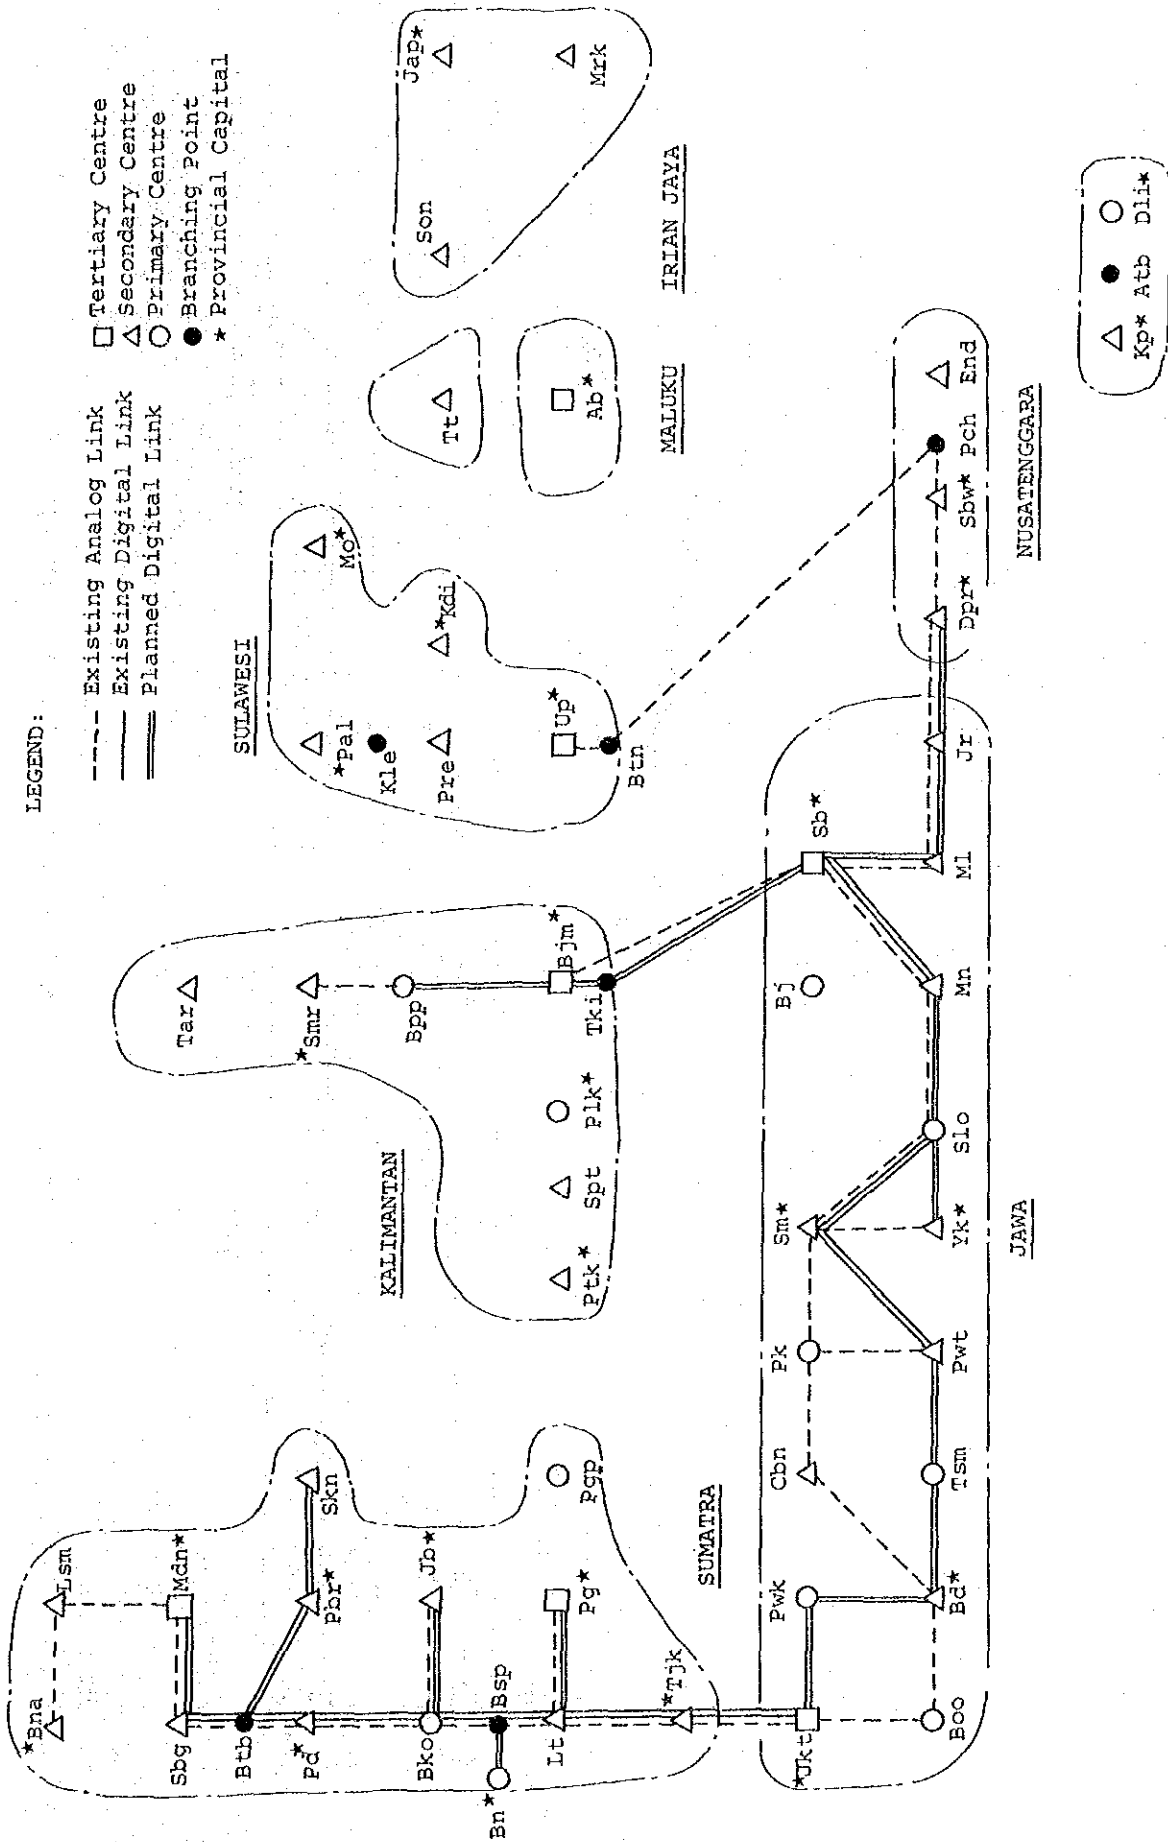 LEGEND:
--- Existing Analog Link
— Existing Digital Link
═ Planned Digital Link
□ Tertiary Centre
△ Secondary Centre
○ Primary Centre
● Branching Point
★ Provincial Capital
SUMATRA
★Bna
Lsm
Sbg
Mdn★
Btb
Pd★
Pbr★
Skn
Bko
Jb★
Bn★
Bsp
Lt
Pg★
Pgp
★Tjk
KALIMANTAN
Tar
★Smr
Bpp
Bjm★
Tki
Plk★
Spt
Ptk★
SULAWESI
★Pal
Mo★
Kle
Pre
★Kdi
Up★
Btn
MALUKU
Tt
Ab★
IRIAN JAYA
Son
Jap★
Mrk
JAWA
★Jkt
Pwk
Cbn
Pk
Sm★
Bj
Sb★
Boo
Bd★
Tsm
Pwt
Yk★
Slo
Mn
Ml
Jr
NUSATENGGARA
Dpr★
Sbw★
Pch
End
Kp★
Atb
Dli★